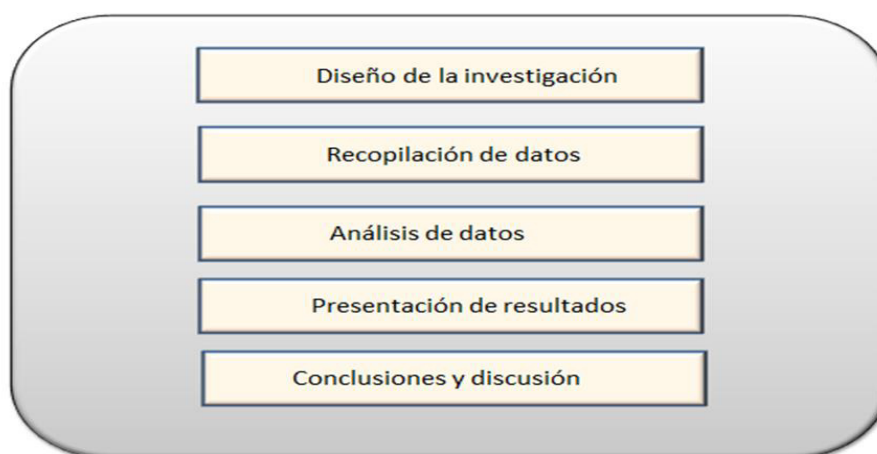 Diseño de la investigación
Recopilación de datos
Análisis de datos
Presentación de resultados
Conclusiones y discusión